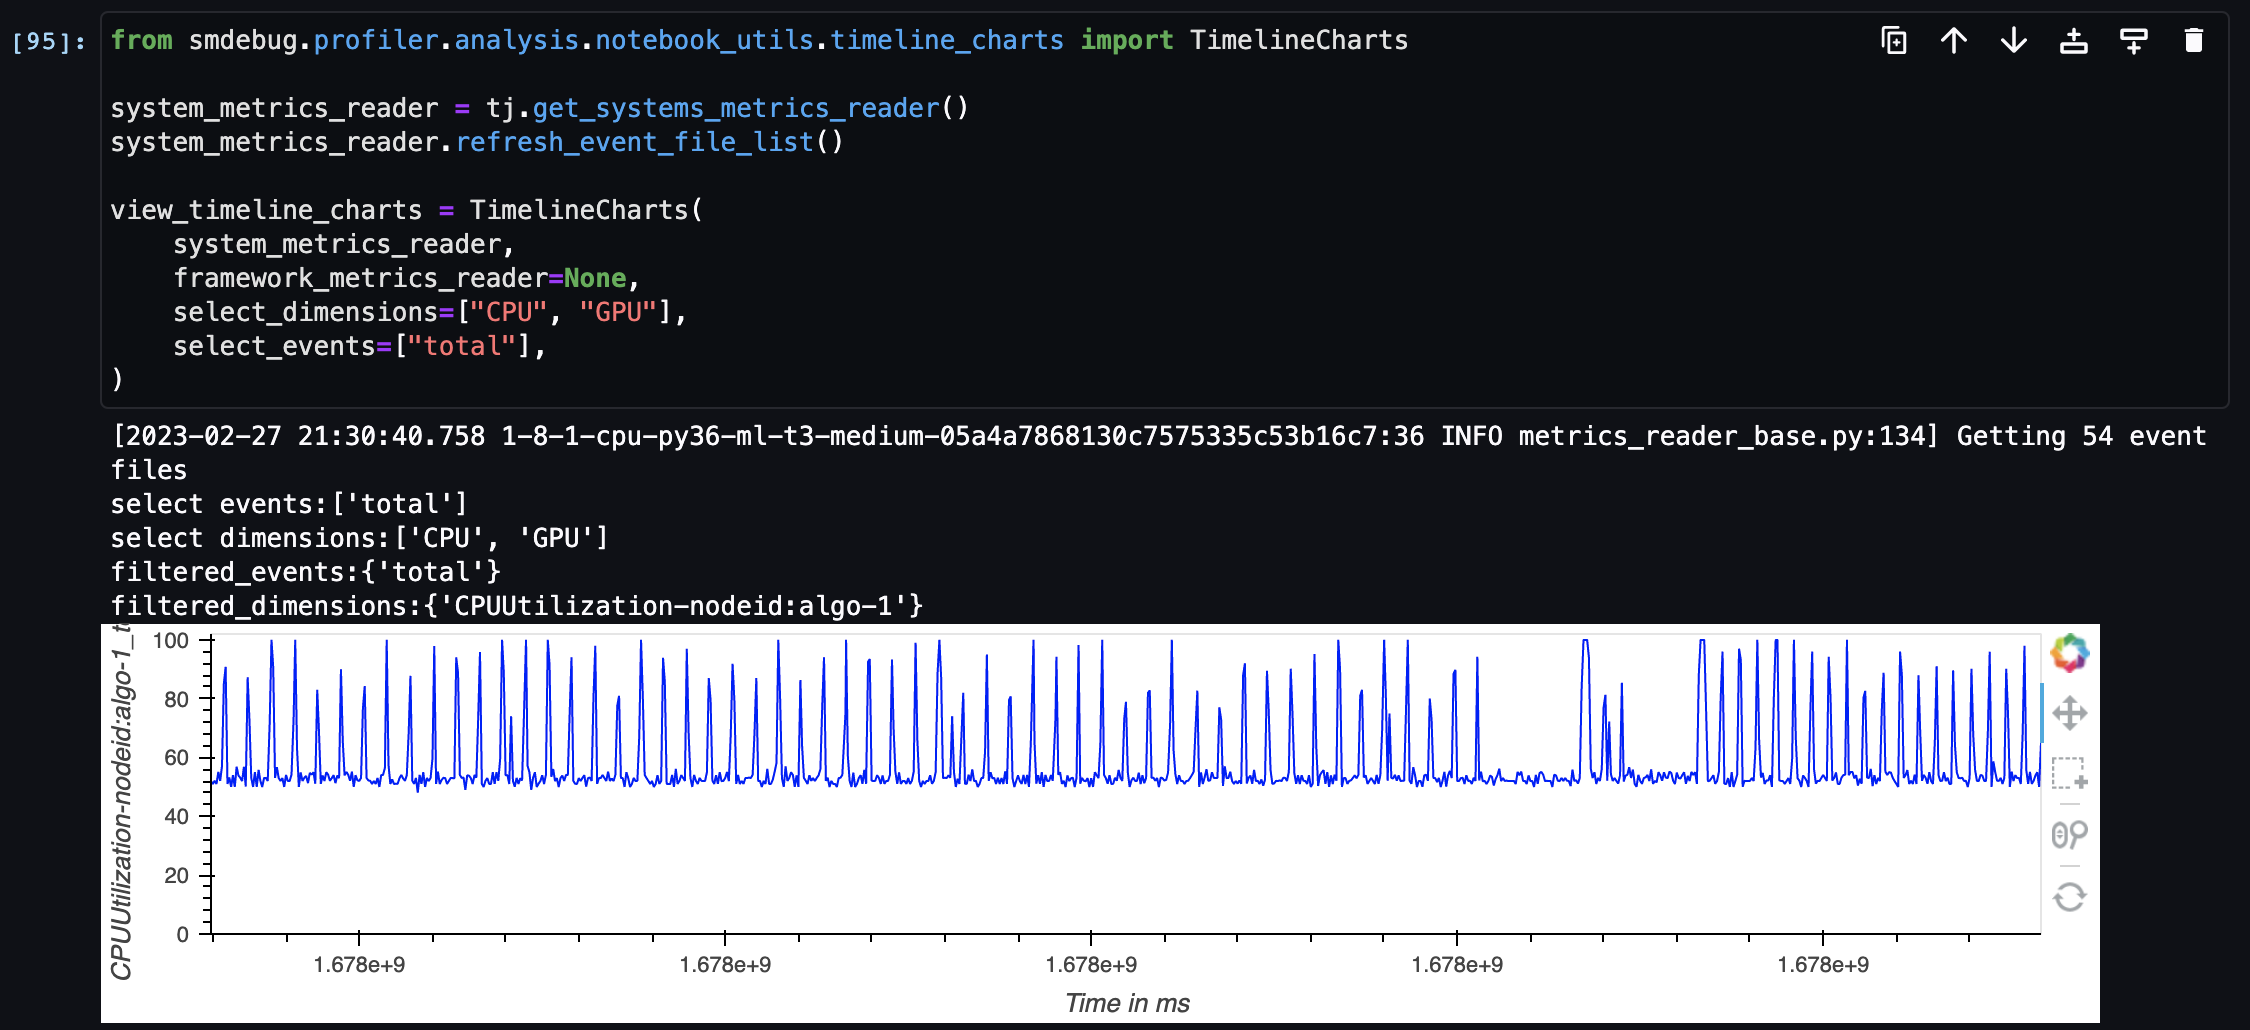 [95]:
from smdebug.profiler.analysis.notebook_utils.timeline_charts import TimelineCharts
system_metrics_reader = tj.get_systems_metrics_reader()
system_metrics_reader.refresh_event_file_list()
view_timeline_charts = TimelineCharts(
    system_metrics_reader,
    framework_metrics_reader=None,
    select_dimensions=["CPU", "GPU"],
    select_events=["total"],
)
[2023-02-27 21:30:40.758 1-8-1-cpu-py36-ml-t3-medium-05a4a7868130c7575335c53b16c7:36 INFO metrics_reader_base.py:134] Getting 54 event
files
select events:['total']
select dimensions:['CPU', 'GPU']
filtered_events:{'total'}
filtered_dimensions:{'CPUUtilization-nodeid:algo-1'}
CPUUtilization-nodeid:algo-1_t
100
80
60
40
20
0
1.678e+9 1.678e+9 1.678e+9 1.678e+9 1.678e+9
Time in ms